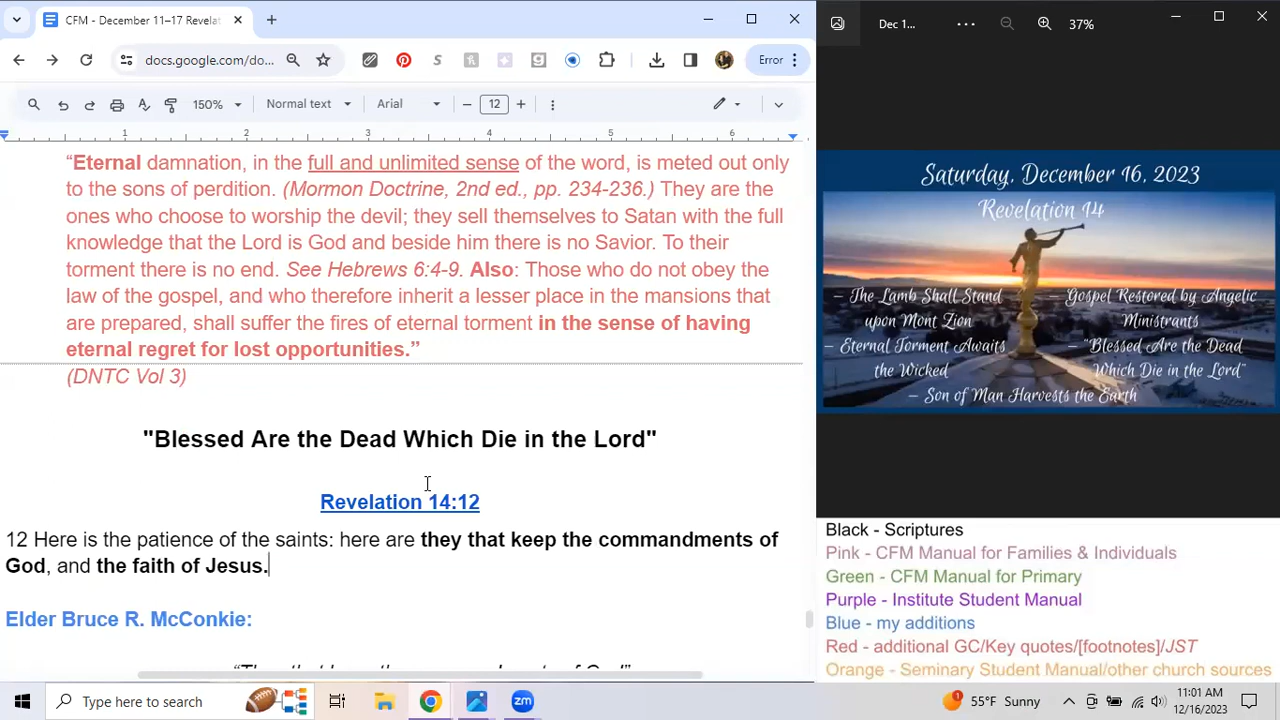 CFM - December 11–17 Revelat
docs.google.com/do...
Error
150%
Normal text
Arial
12
1 2 3 4 5 6
“Eternal damnation, in the full and unlimited sense of the word, is meted out only
to the sons of perdition. (Mormon Doctrine, 2nd ed., pp. 234-236.) They are the
ones who choose to worship the devil; they sell themselves to Satan with the full
knowledge that the Lord is God and beside him there is no Savior. To their
torment there is no end. See Hebrews 6:4-9. Also: Those who do not obey the
law of the gospel, and who therefore inherit a lesser place in the mansions that
are prepared, shall suffer the fires of eternal torment in the sense of having
eternal regret for lost opportunities.”
(DNTC Vol 3)
"Blessed Are the Dead Which Die in the Lord"
Revelation 14:12
12 Here is the patience of the saints: here are they that keep the commandments of
God, and the faith of Jesus.
Elder Bruce R. McConkie:
Dec 1...
37%
Saturday, December 16, 2023
Revelation 14
– The Lamb Shall Stand
upon Mont Zion
– Eternal Torment Awaits
the Wicked
– Gospel Restored by Angelic
Ministrants
– "Blessed Are the Dead
Which Die in the Lord"
– Son of Man Harvests the Earth
Black - Scriptures
Pink - CFM Manual for Families & Individuals
Green - CFM Manual for Primary
Purple - Institute Student Manual
Blue - my additions
Red - additional GC/Key quotes/[footnotes]/JST
Orange - Seminary Student Manual/other church sources
Type here to search
zm
1
55°F Sunny
11:01 AM
12/16/2023